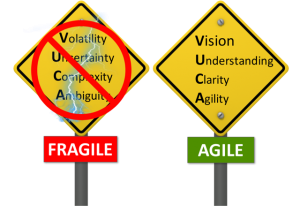 Volatility
Uncertainty
Complexity
Ambiguity
FRAGILE
Vision
Understanding
Clarity
Agility
AGILE